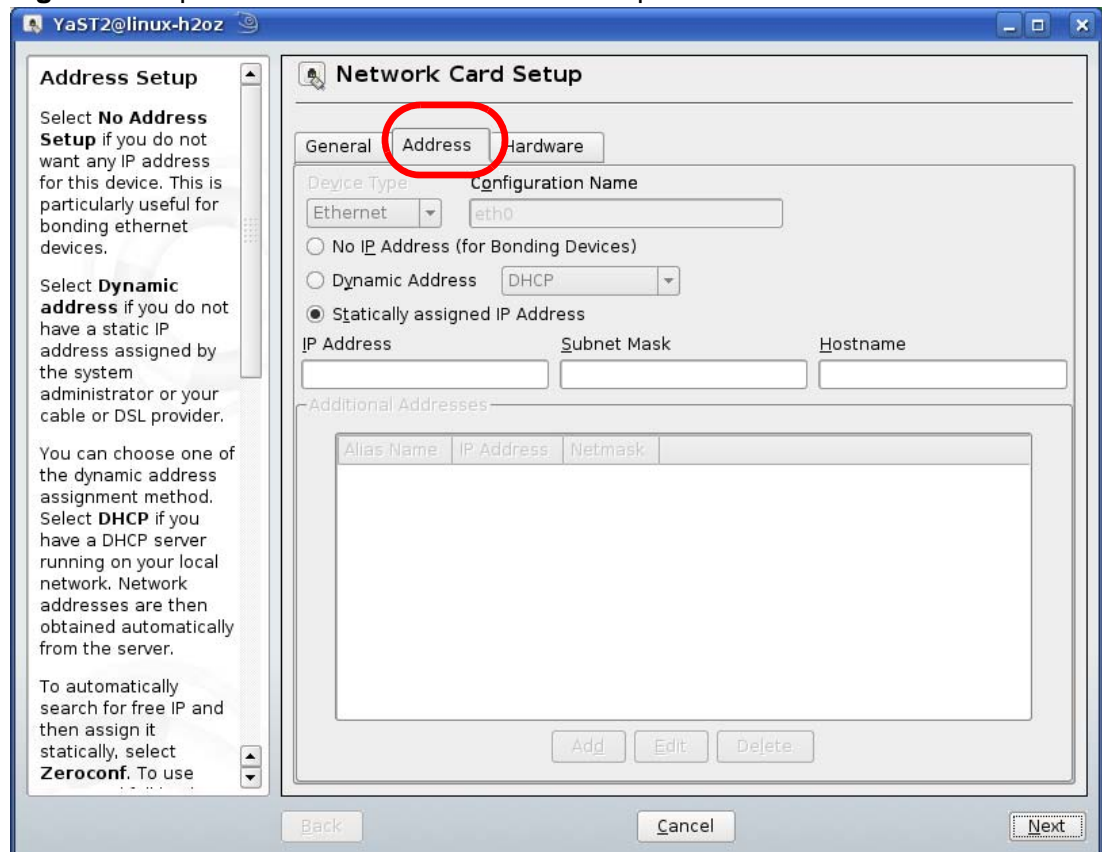 YaST2@linux-h2oz
Address Setup
Select No Address
Setup if you do not
want any IP address
for this device. This is
particularly useful for
bonding ethernet
devices.
Select Dynamic
address if you do not
have a static IP
address assigned by
the system
administrator or your
cable or DSL provider.
You can choose one of
the dynamic address
assignment method.
Select DHCP if you
have a DHCP server
running on your local
network. Network
addresses are then
obtained automatically
from the server.
To automatically
search for free IP and
then assign it
statically, select
Zeroconf. To use
Network Card Setup
General Address Hardware
Device Type Configuration Name
Ethernet eth0
No IP Address (for Bonding Devices)
Dynamic Address DHCP
Statically assigned IP Address
IP Address Subnet Mask Hostname
Additional Addresses
Alias Name IP Address Netmask
Add Edit Delete
Back Cancel Next